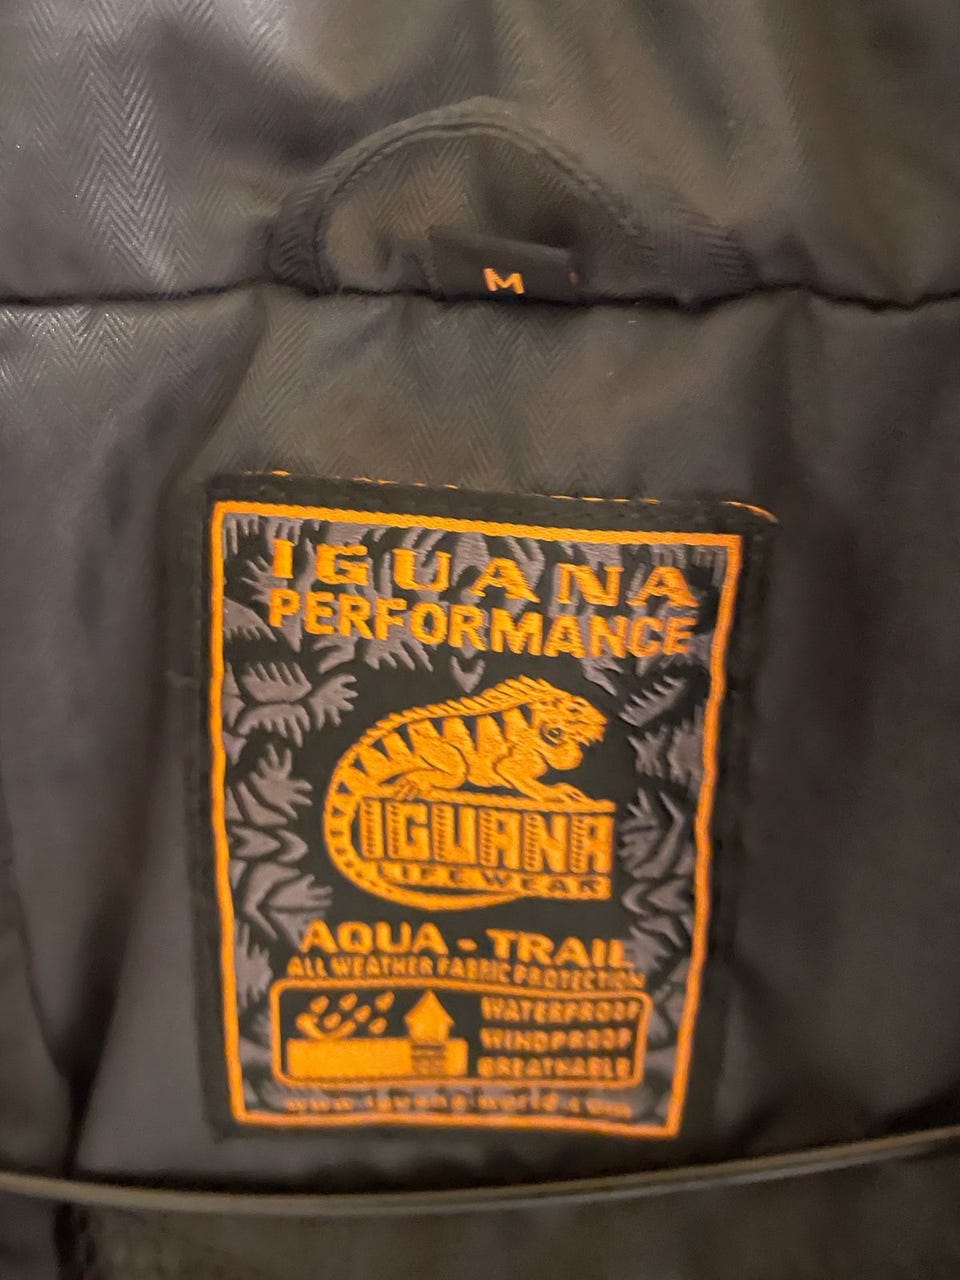 M
IGUANA
PERFORMANCE
IGUANA
LIFEWEAR
AQUA - TRAIL
ALL WEATHER FABRIC PROTECTION
WATERPROOF
WINDPROOF
BREATHABLE